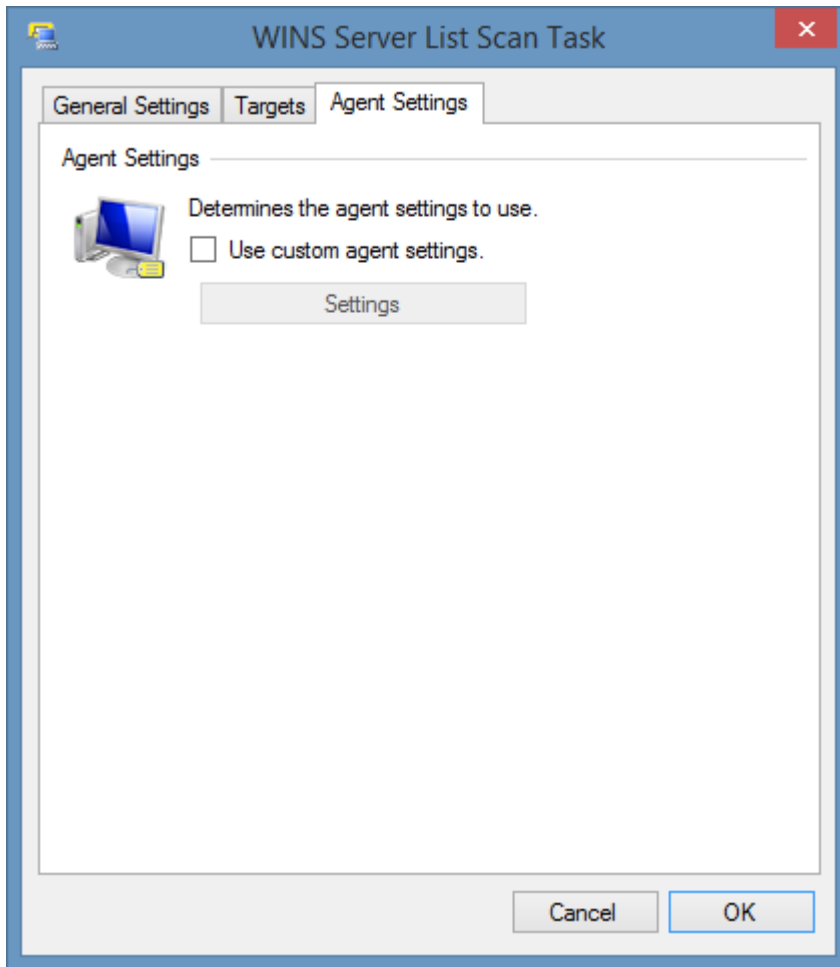 WINS Server List Scan Task
General Settings Targets Agent Settings
Agent Settings
Determines the agent settings to use.
Use custom agent settings.
Settings
Cancel OK